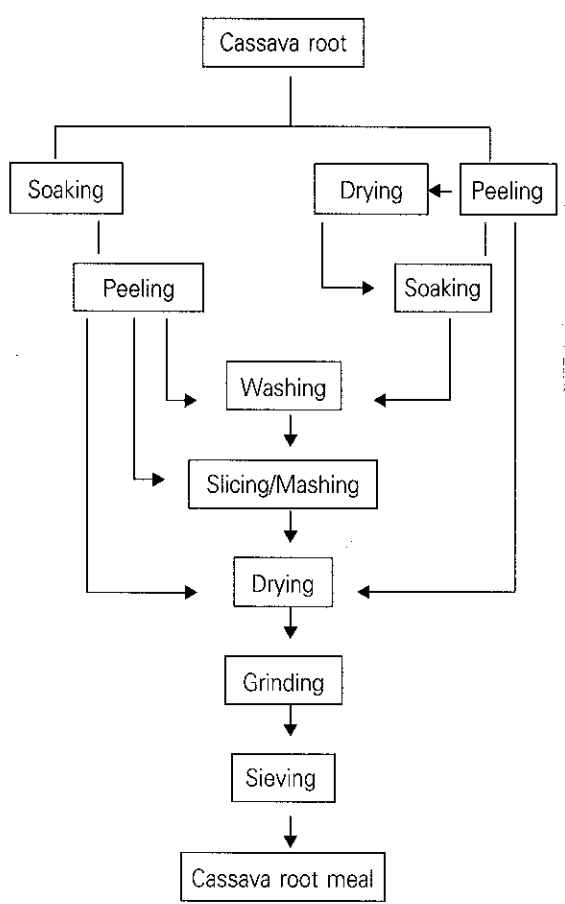 Cassava root
Soaking
Drying
Peeling
Peeling
Soaking
Washing
Slicing/Mashing
Drying
Grinding
Sieving
Cassava root meal